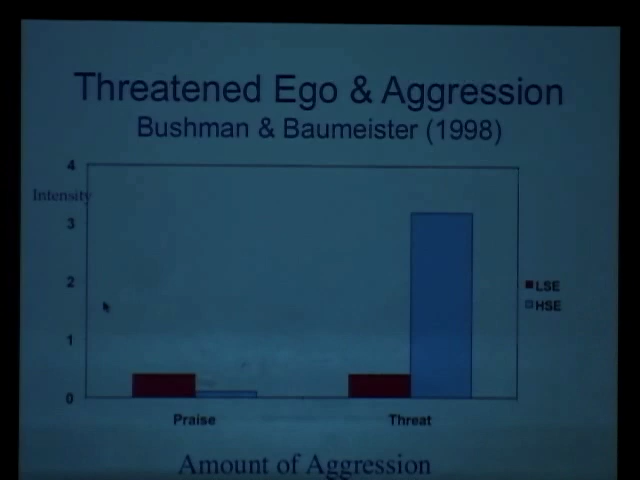 Threatened Ego & Aggression
Bushman & Baumeister (1998)
4
Intensity
3
2
1
0
LSE
HSE
Praise
Threat
Amount of Aggression